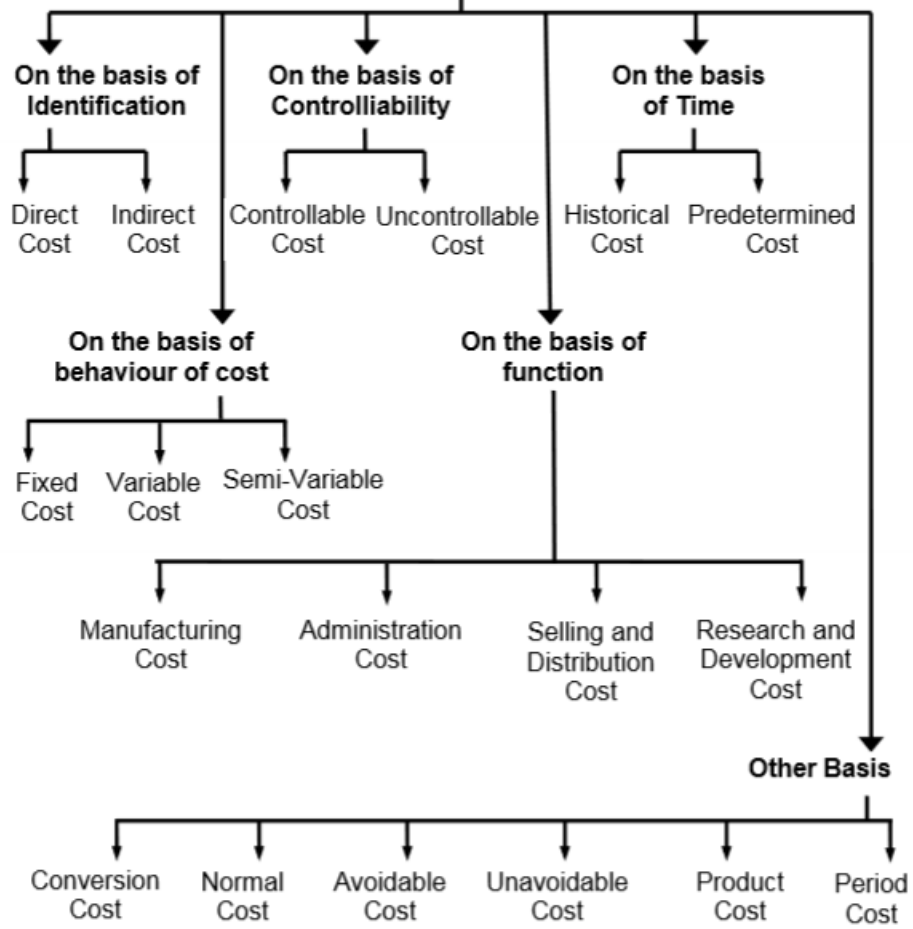 On the basis of
Identification
On the basis of
Controlliability
On the basis
of Time
Direct
Cost
Indirect
Cost
Controllable
Cost
Uncontrollable
Cost
Historical
Cost
Predetermined
Cost
On the basis of
behaviour of cost
On the basis of
function
Fixed
Cost
Variable
Cost
Semi-Variable
Cost
Manufacturing
Cost
Administration
Cost
Selling and
Distribution
Cost
Research and
Development
Cost
Other Basis
Conversion
Cost
Normal
Cost
Avoidable
Cost
Unavoidable
Cost
Product
Cost
Period
Cost